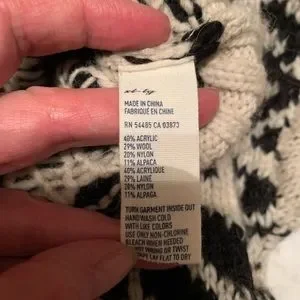 xl-tg
MADE IN CHINA
FABRIQUÉ EN CHINE
RN 54485 CA 03873
40% ACRYLIC
29% WOOL
20% NYLON
11% ALPACA
40% ACRYLIQUE
29% LAINE
20% NYLON
11% ALPAGA
TURN GARMENT INSIDE OUT
HAND WASH COLD
WITH LIKE COLORS
USE ONLY NON-CHLORINE
BLEACH WHEN NEEDED
NOT WRING OR TWIST
LAY FLAT TO DRY